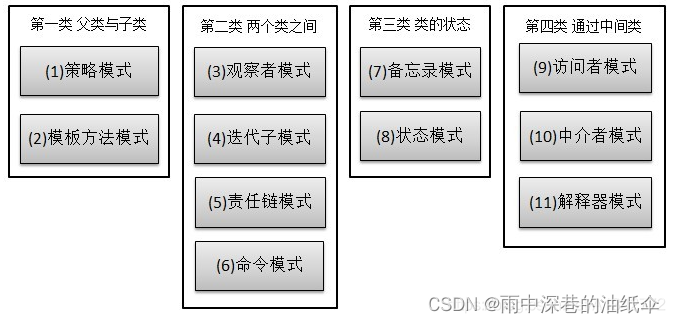 第一类 父类与子类
(1)策略模式
(2)模板方法模式
第二类 两个类之间
(3)观察者模式
(4)迭代子模式
(5)责任链模式
(6)命令模式
第三类 类的状态
(7)备忘录模式
(8)状态模式
第四类 通过中间类
(9)访问者模式
(10)中介者模式
(11)解释器模式
CSDN @雨中深巷的油纸伞